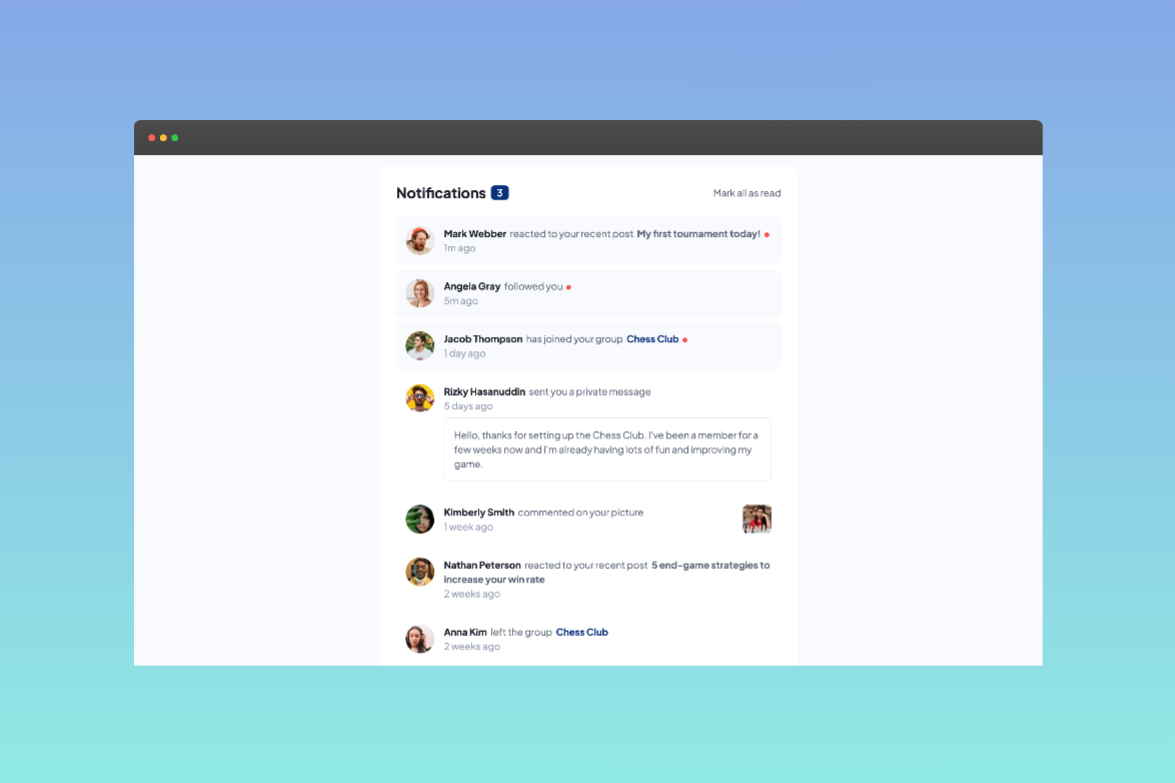 Notifications 3
Mark all as read
Mark Webber reacted to your recent post My first tournament today!
1m ago
Angela Gray followed you
5m ago
Jacob Thompson has joined your group Chess Club
1 day ago
Rizky Hasanuddin sent you a private message
5 days ago
Hello, thanks for setting up the Chess Club. I've been a member for a
few weeks now and I'm already having lots of fun and improving my
game.
Kimberly Smith commented on your picture
1 week ago
Nathan Peterson reacted to your recent post 5 end-game strategies to
increase your win rate
2 weeks ago
Anna Kim left the group Chess Club
2 weeks ago